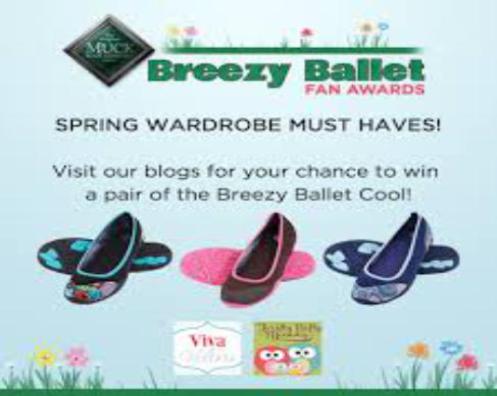 MUCK
Breezy Ballet
FAN AWARDS
SPRING WARDROBE MUST HAVES!
Visit our blogs for your chance to win
a pair of the Breezy Ballet Cool!
Viva